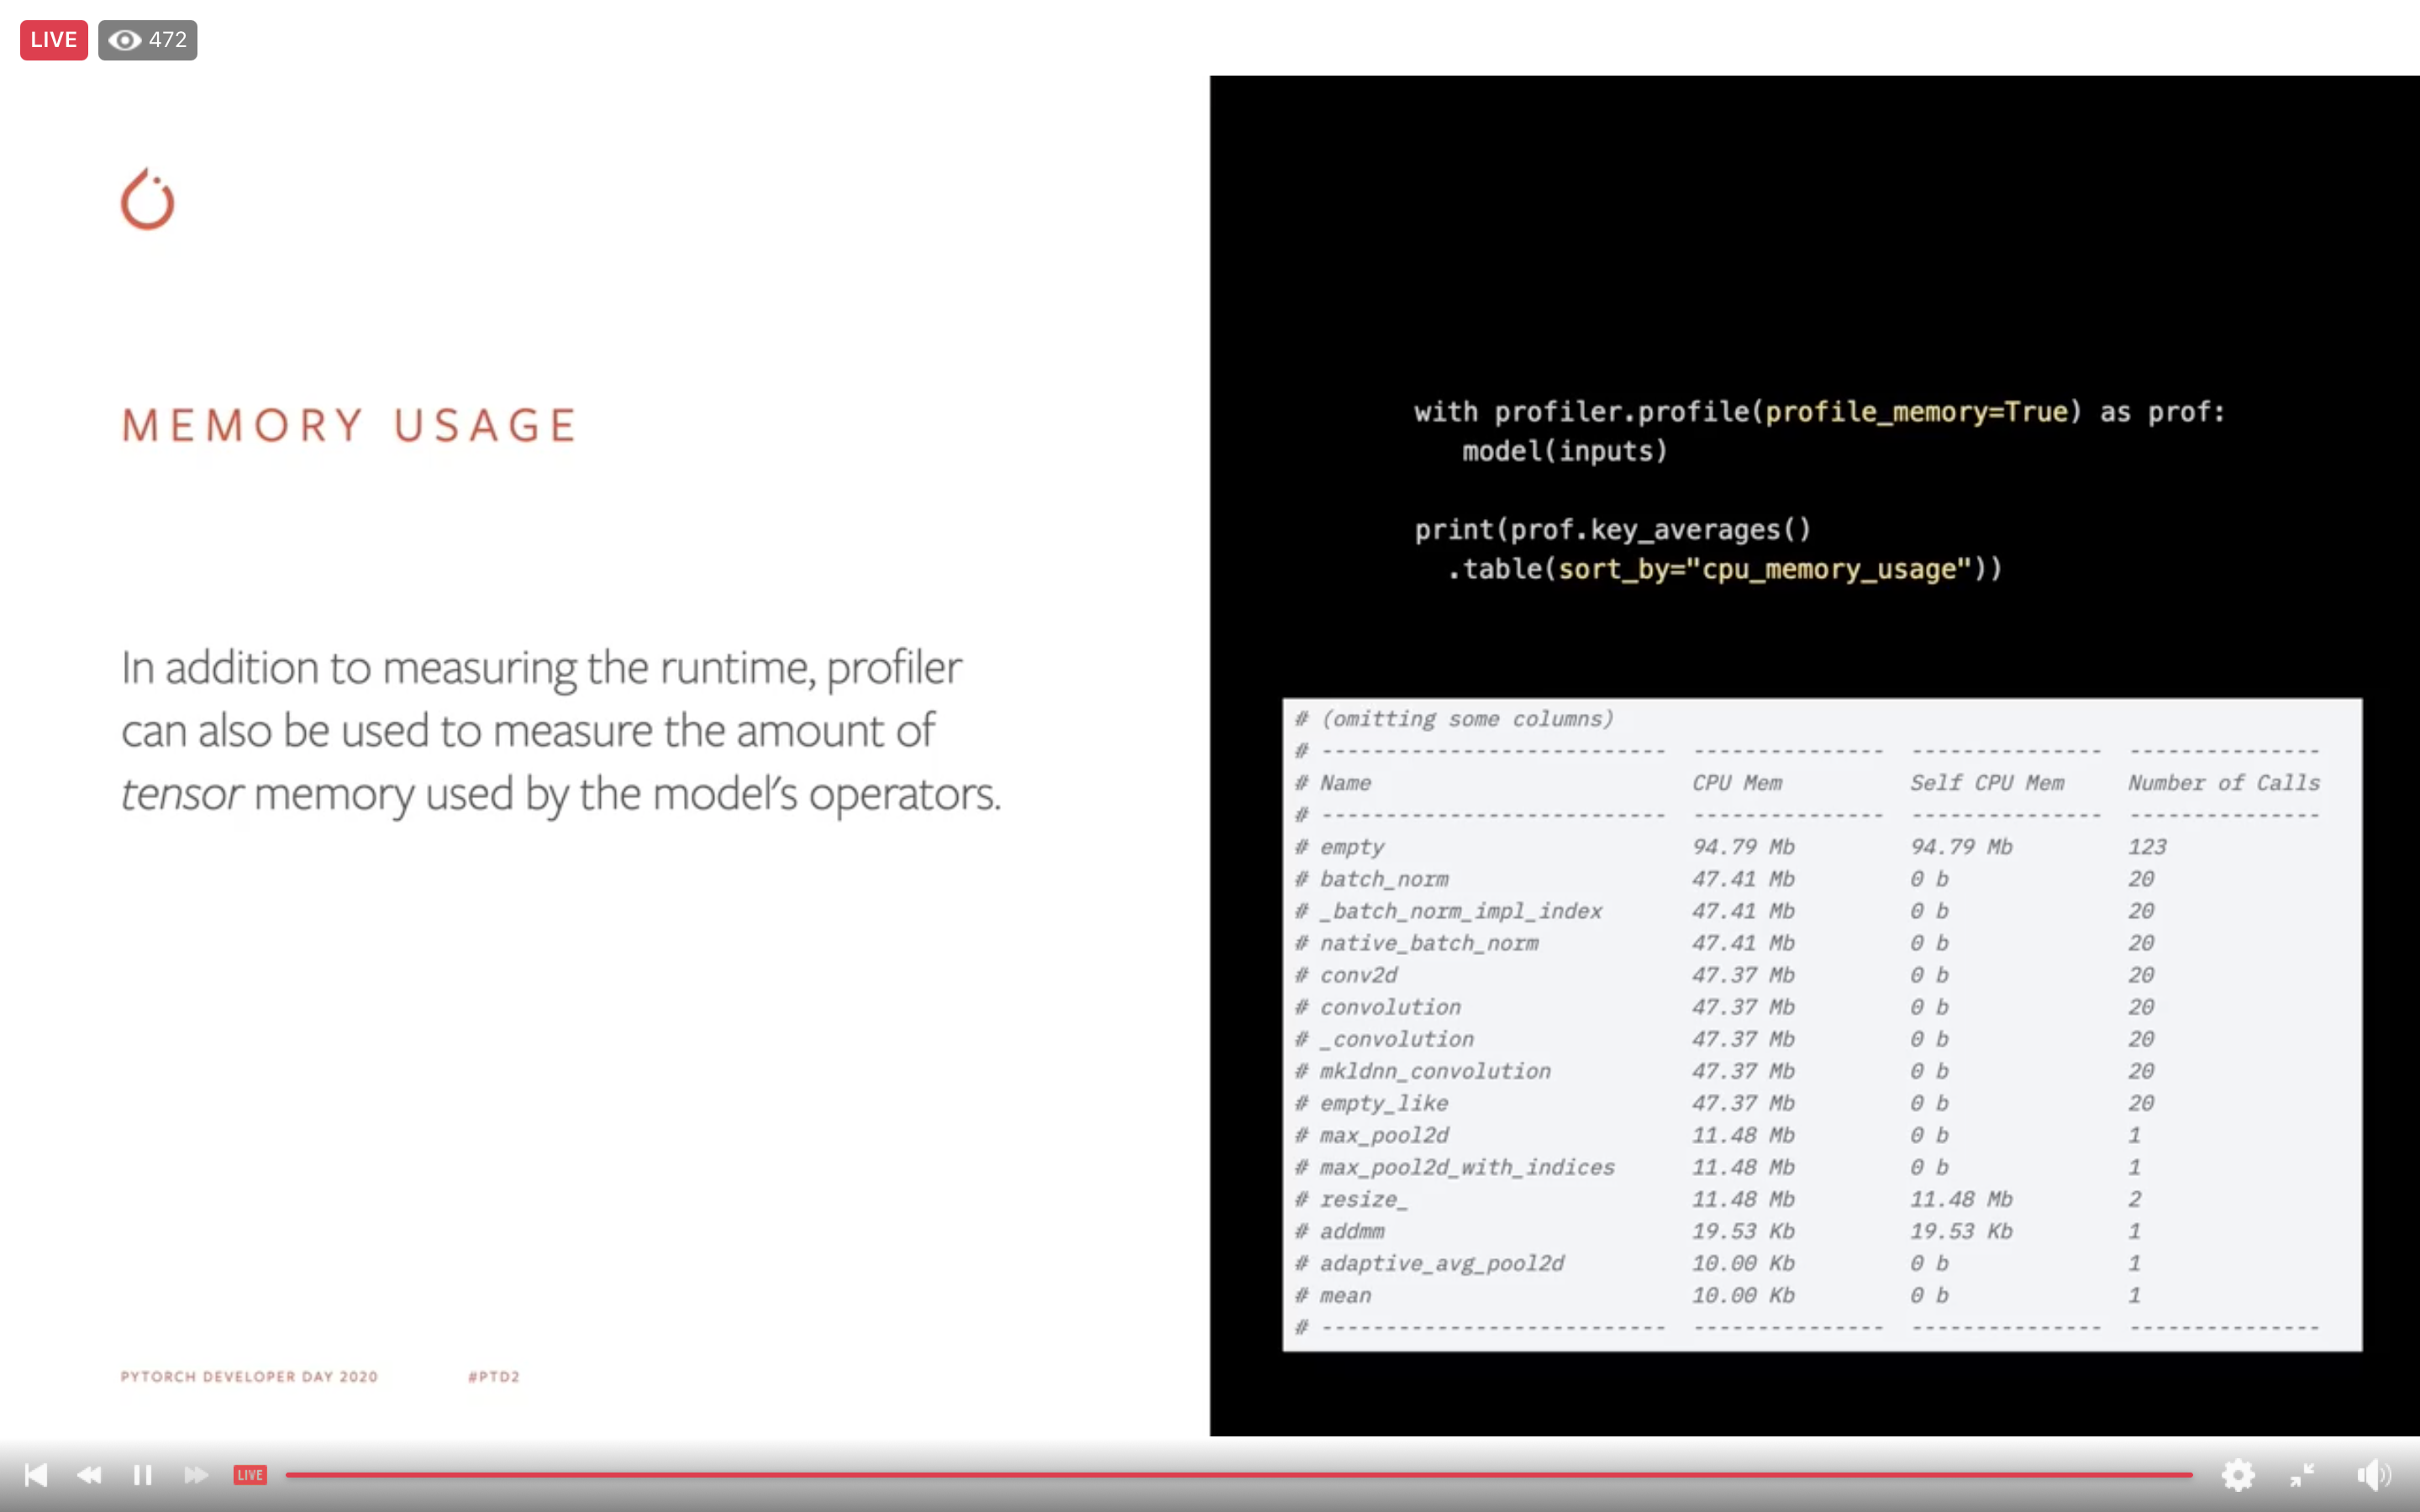 LIVE 472
MEMORY USAGE
In addition to measuring the runtime, profiler
can also be used to measure the amount of
tensor memory used by the model's operators.
PYTORCH DEVELOPER DAY 2020 #PTD2
with profiler.profile(profile_memory=True) as prof:
model(inputs)
print(prof.key_averages()
.table(sort_by="cpu_memory_usage"))
# (omitting some columns)
# --------------------------- --------------- --------------- ---------------
# Name CPU Mem Self CPU Mem Number of Calls
# --------------------------- --------------- --------------- ---------------
# empty 94.79 Mb 94.79 Mb 123
# batch_norm 47.41 Mb 0 b 20
# _batch_norm_impl_index 47.41 Mb 0 b 20
# native_batch_norm 47.41 Mb 0 b 20
# conv2d 47.37 Mb 0 b 20
# convolution 47.37 Mb 0 b 20
# _convolution 47.37 Mb 0 b 20
# mkldnn_convolution 47.37 Mb 0 b 20
# empty_like 47.37 Mb 0 b 20
# max_pool2d 11.48 Mb 0 b 1
# max_pool2d_with_indices 11.48 Mb 0 b 1
# resize_ 11.48 Mb 11.48 Mb 2
# addmm 19.53 Kb 19.53 Kb 1
# adaptive_avg_pool2d 10.00 Kb 0 b 1
# mean 10.00 Kb 0 b 1
# --------------------------- --------------- --------------- ---------------
LIVE